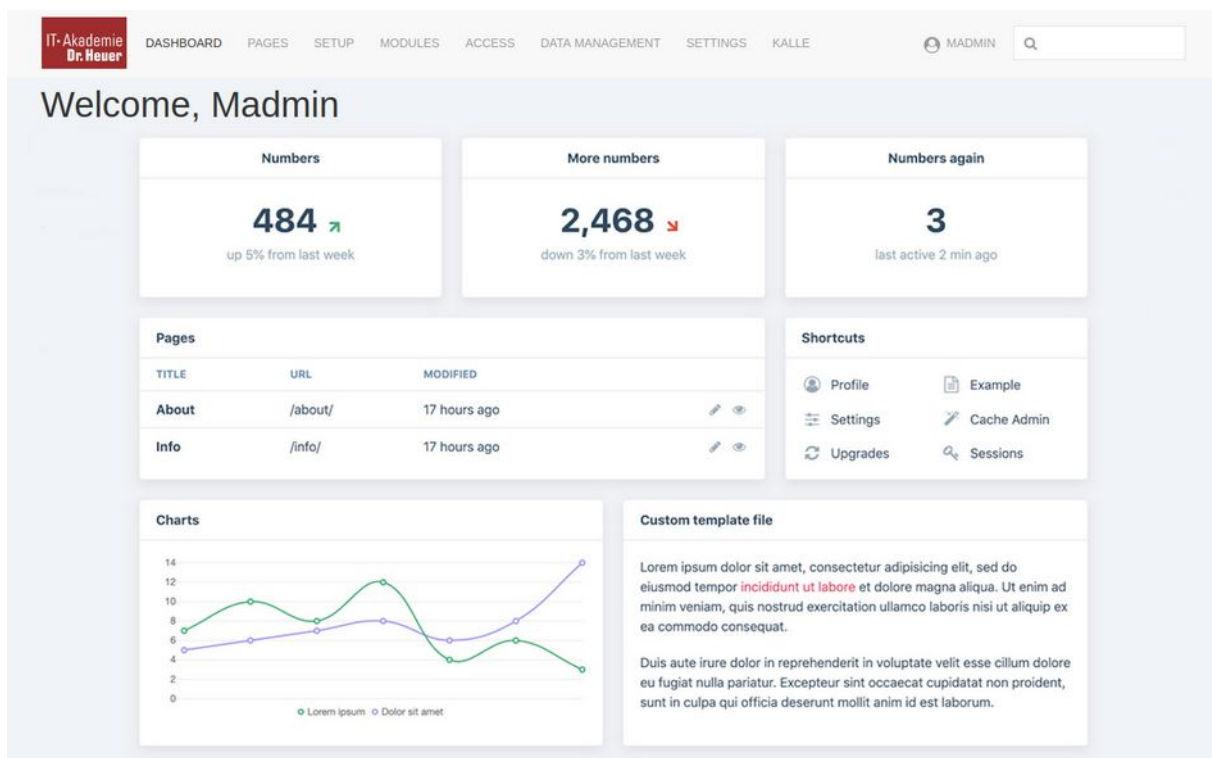 IT-Akademie
Dr. Heuer
DASHBOARD PAGES SETUP MODULES ACCESS DATA MANAGEMENT SETTINGS KALLE MADMIN
Welcome, Madmin
Numbers
484
up 5% from last week
More numbers
2,468
down 3% from last week
Numbers again
3
last active 2 min ago
Pages
TITLE URL MODIFIED
About /about/ 17 hours ago
Info /info/ 17 hours ago
Shortcuts
Profile Example
Settings Cache Admin
Upgrades Sessions
Charts
14
12
10
8
6
4
2
0
Lorem ipsum Dolor sit amet
Custom template file
Lorem ipsum dolor sit amet, consectetur adipisicing elit, sed do
eiusmod tempor incididunt ut labore et dolore magna aliqua. Ut enim ad
minim veniam, quis nostrud exercitation ullamco laboris nisi ut aliquip ex
ea commodo consequat.
Duis aute irure dolor in reprehenderit in voluptate velit esse cillum dolore
eu fugiat nulla pariatur. Excepteur sint occaecat cupidatat non proident,
sunt in culpa qui officia deserunt mollit anim id est laborum.